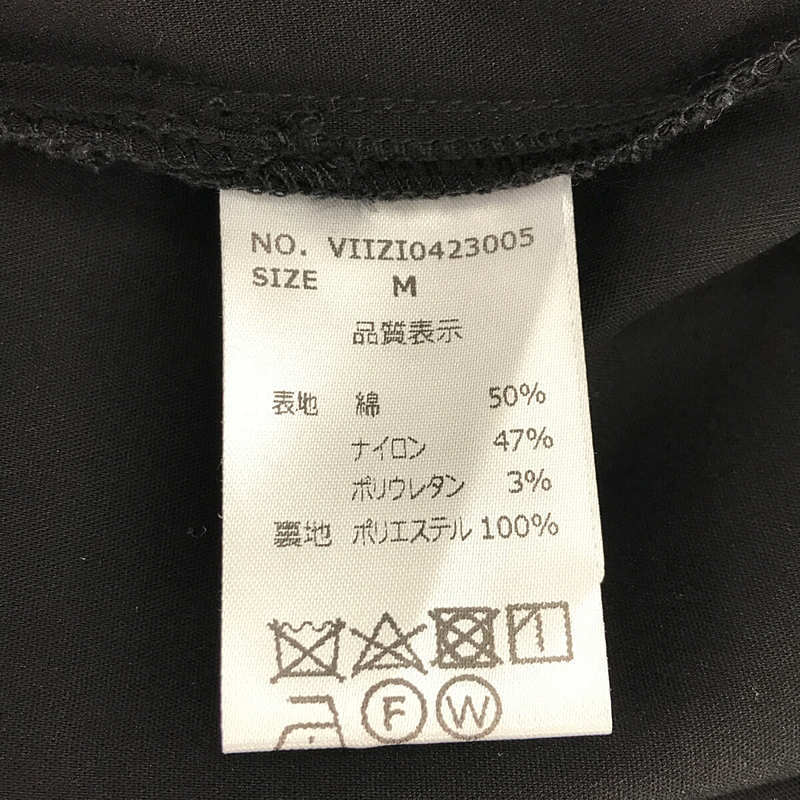 NO. VIIZI0423005
SIZE M
品質表示
表地 綿 50%
ナイロン 47%
ポリウレタン 3%
裏地 ポリエステル 100%
F W